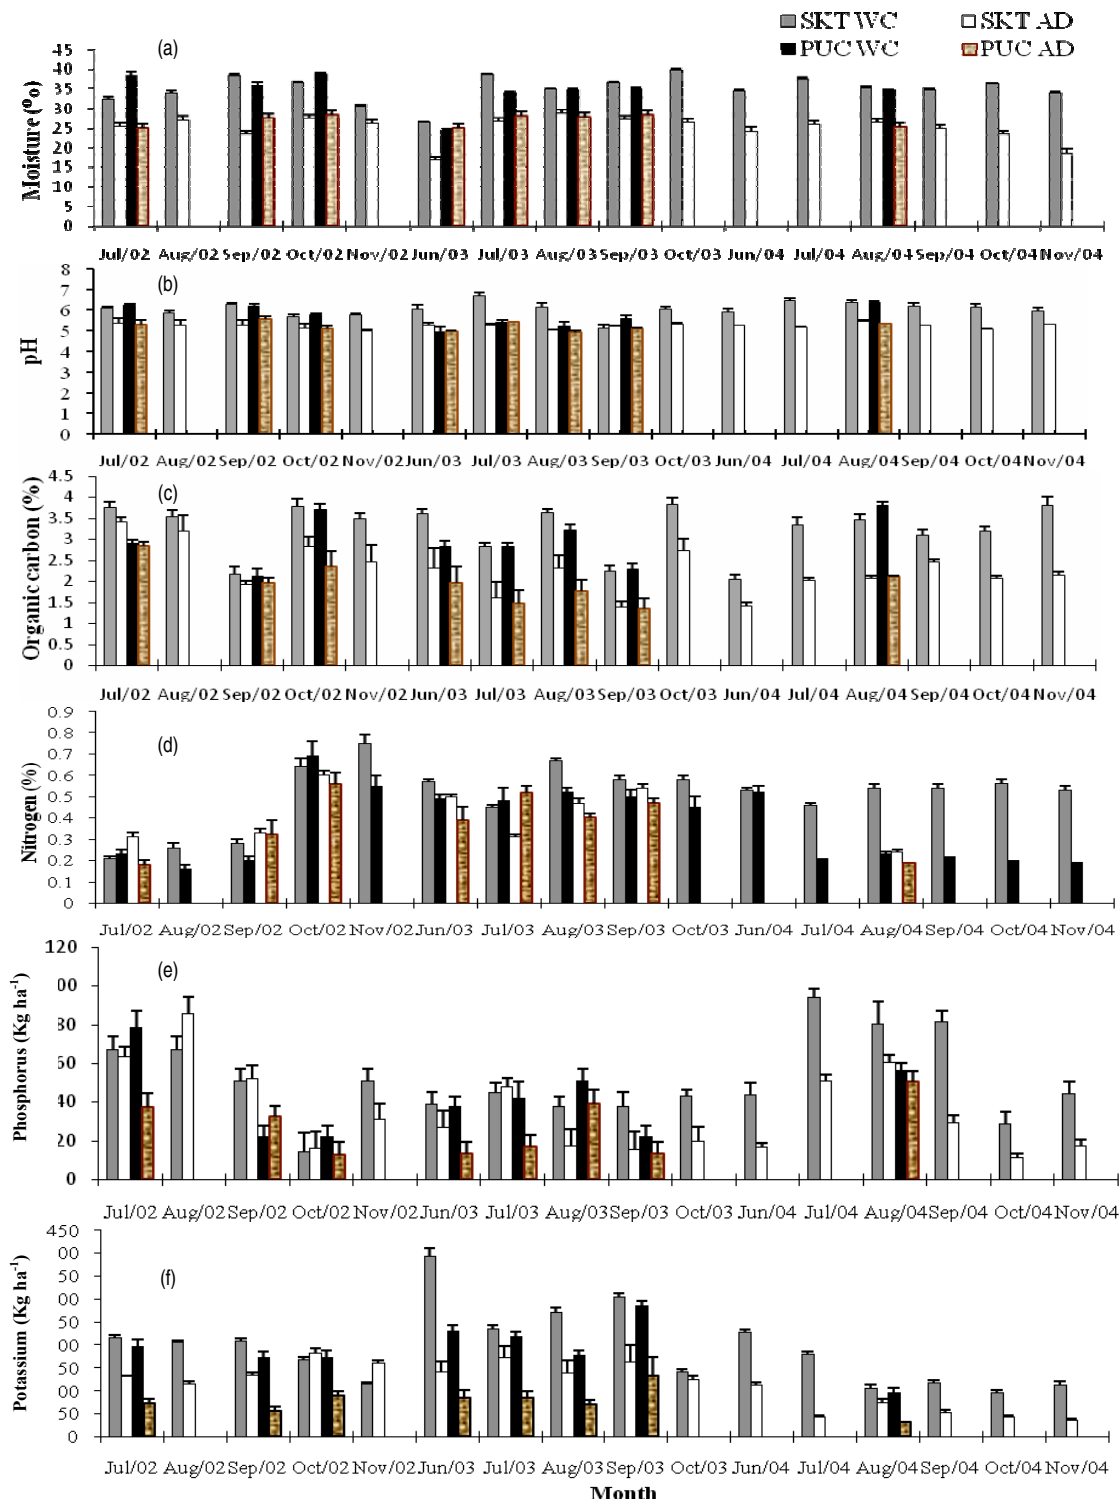 SKT WC SKT AD
PUC WC PUC AD
(a)
Moisture (%)
45
40
35
30
25
20
15
10
5
0
Jul/02 Aug/02 Sep/02 Oct/02 Nov/02 Jun/03 Jul/03 Aug/03 Sep/03 Oct/03 Jun/04 Jul/04 Aug/04 Sep/04 Oct/04 Nov/04
(b)
pH
8
7
6
5
4
3
2
1
0
Jul/02 Aug/02 Sep/02 Oct/02 Nov/02 Jun/03 Jul/03 Aug/03 Sep/03 Oct/03 Jun/04 Jul/04 Aug/04 Sep/04 Oct/04 Nov/04
(c)
Organic carbon (%)
4.5
4
3.5
3
2.5
2
1.5
1
0.5
0
Jul/02 Aug/02 Sep/02 Oct/02 Nov/02 Jun/03 Jul/03 Aug/03 Sep/03 Oct/03 Jun/04 Jul/04 Aug/04 Sep/04 Oct/04 Nov/04
(d)
Nitrogen (%)
0.9
0.8
0.7
0.6
0.5
0.4
0.3
0.2
0.1
0
Jul/02 Aug/02 Sep/02 Oct/02 Nov/02 Jun/03 Jul/03 Aug/03 Sep/03 Oct/03 Jun/04 Jul/04 Aug/04 Sep/04 Oct/04 Nov/04
(e)
Phosphorus (Kg ha⁻¹)
120
00
80
60
40
20
0
Jul/02 Aug/02 Sep/02 Oct/02 Nov/02 Jun/03 Jul/03 Aug/03 Sep/03 Oct/03 Jun/04 Jul/04 Aug/04 Sep/04 Oct/04 Nov/04
(f)
Potassium (Kg ha⁻¹)
450
00
50
00
50
00
50
00
50
0
Jul/02 Aug/02 Sep/02 Oct/02 Nov/02 Jun/03 Jul/03 Aug/03 Sep/03 Oct/03 Jun/04 Jul/04 Aug/04 Sep/04 Oct/04 Nov/04
Month